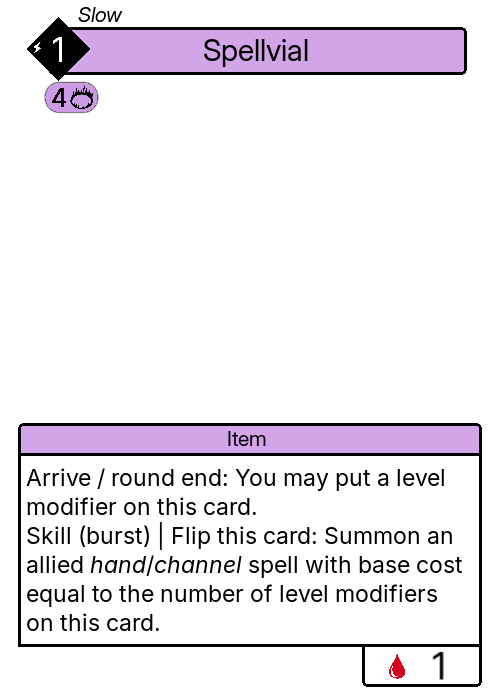 Slow
1 Spellvial
4
Item
Arrive / round end: You may put a level
modifier on this card.
Skill (burst) | Flip this card: Summon an
allied hand/channel spell with base cost
equal to the number of level modifiers
on this card.
1